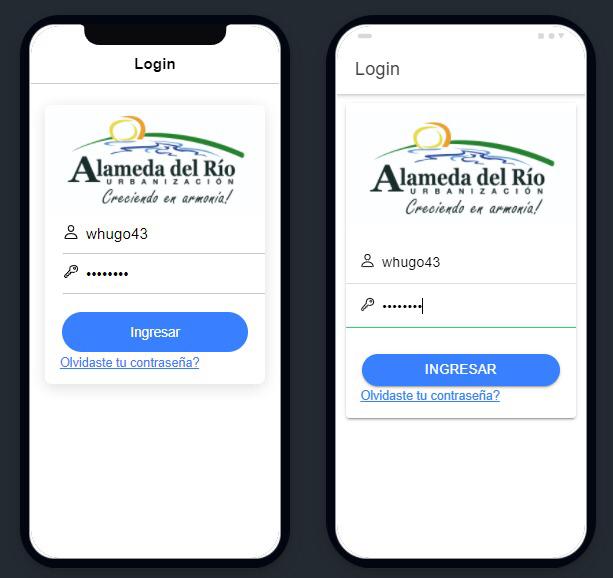 Login
Alameda del Río
URBANIZACIÓN
Creciendo en armonía!
whugo43
••••••••
Ingresar
Olvidaste tu contraseña?
Login
Alameda del Río
URBANIZACIÓN
Creciendo en armonía!
whugo43
••••••••
INGRESAR
Olvidaste tu contraseña?